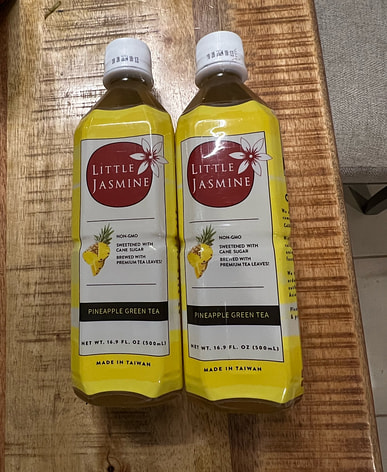 LITTLE
JASMINE
NON-GMO
SWEETENED WITH
CANE SUGAR
BREWED WITH
PREMIUM TEA LEAVES!
PINEAPPLE GREEN TEA
NET WT. 16.9 FL. OZ (500mL)
MADE IN TAIWAN
LITTLE
JASMINE
NON-GMO
SWEETENED WITH
CANE SUGAR
BREWED WITH
PREMIUM TEA LEAVES!
PINEAPPLE GREEN TEA
NET WT. 16.9 FL. OZ (500mL)
MADE IN TAIWAN